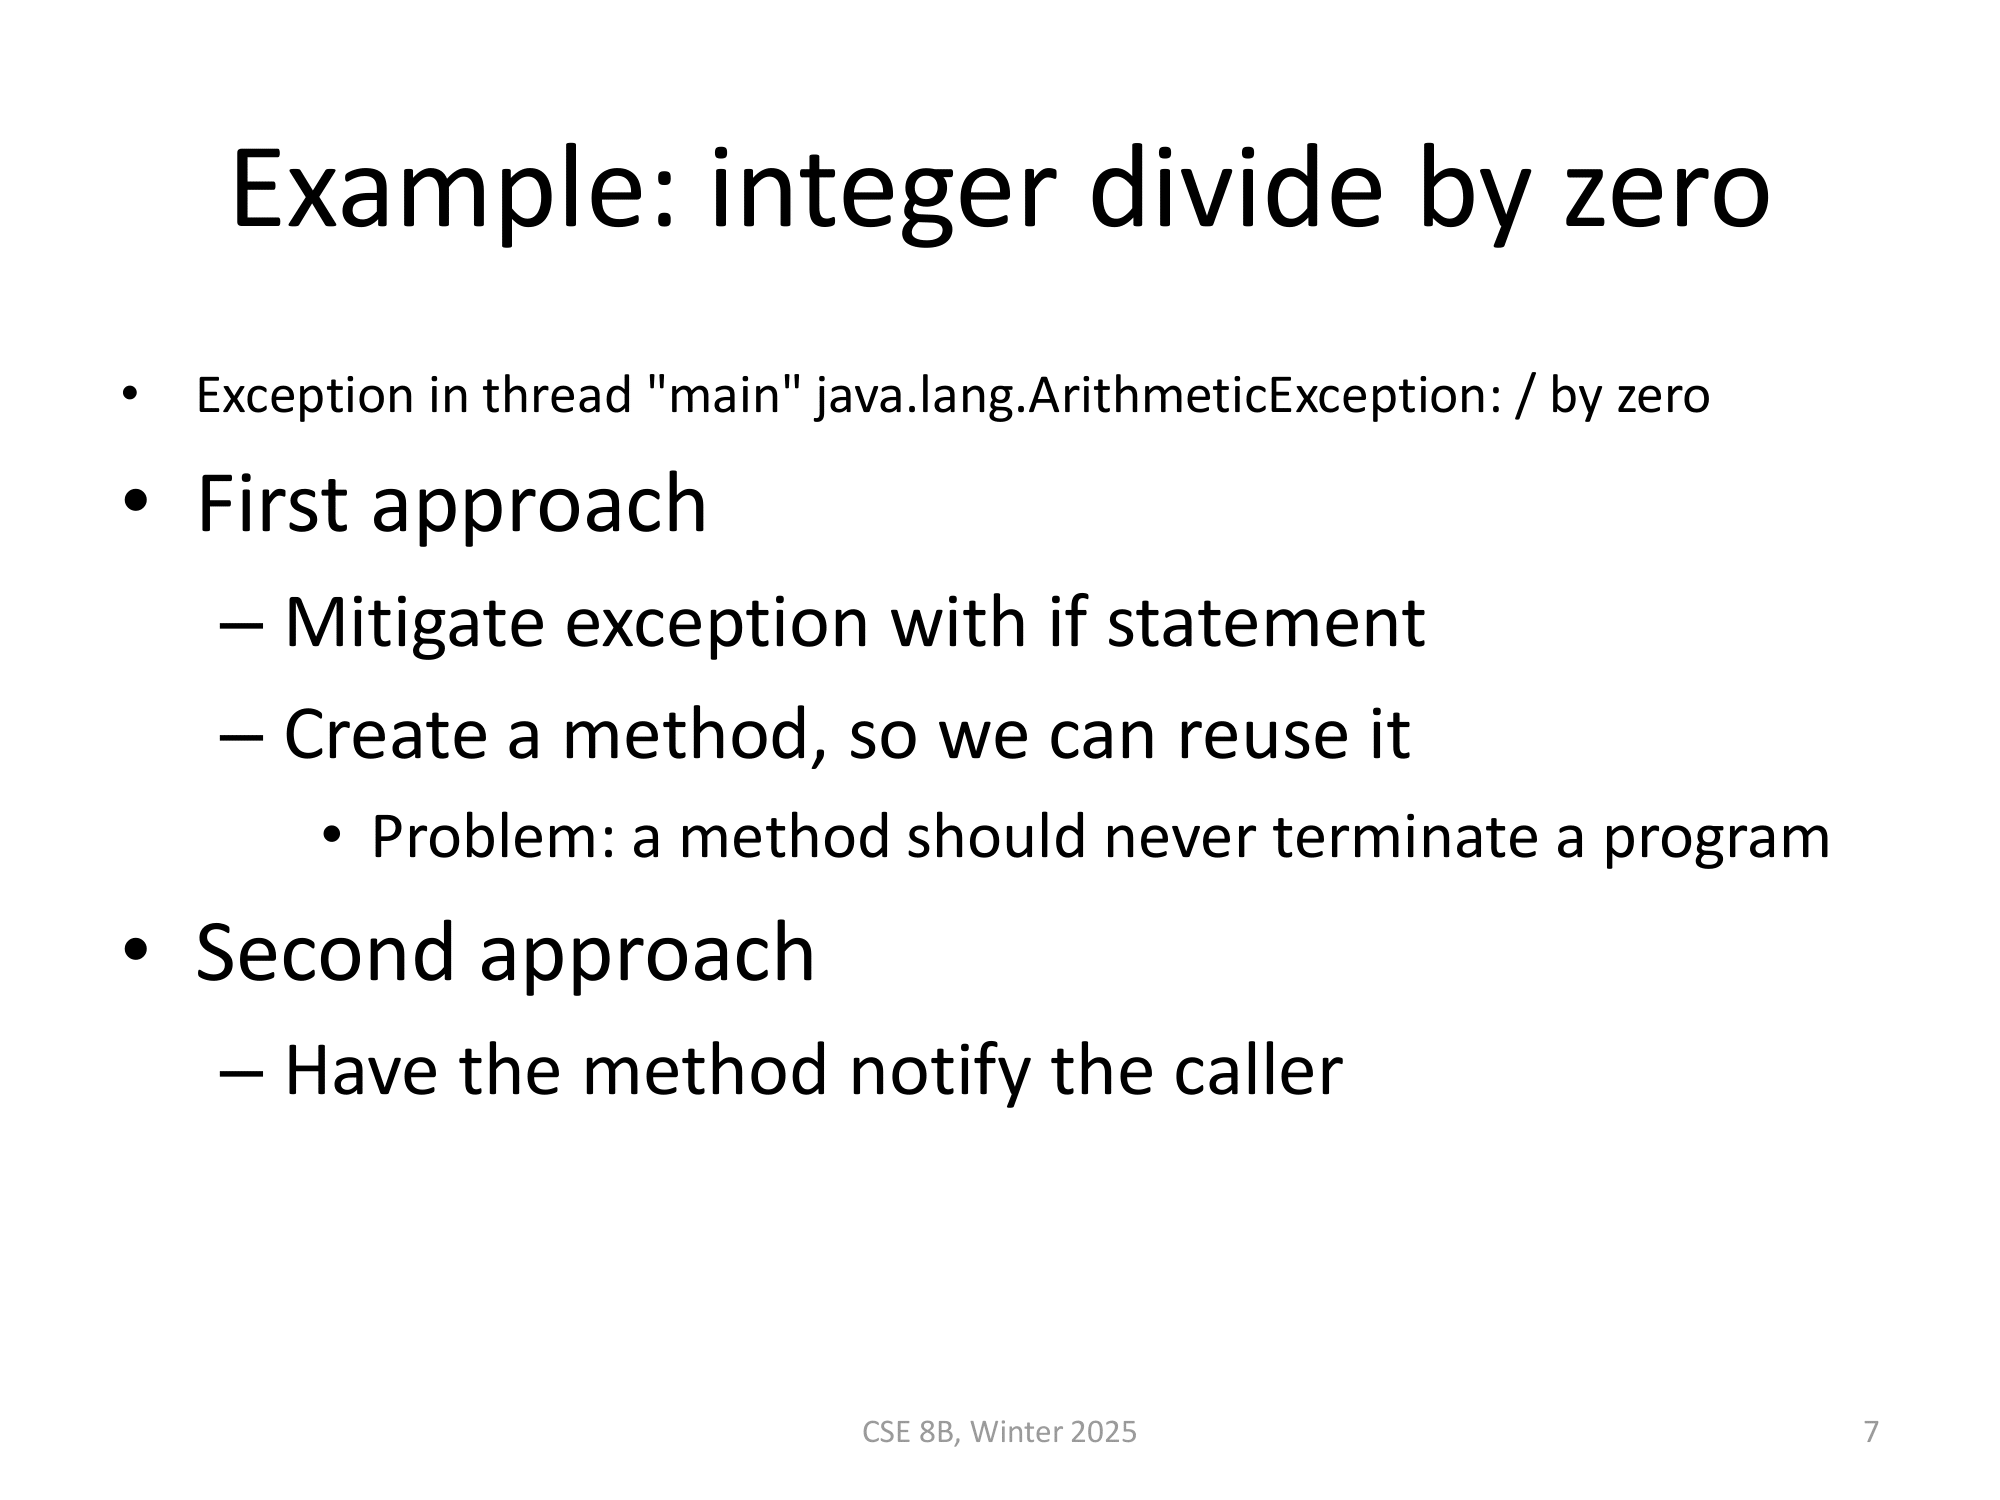 Example: integer divide by zero
• Exception in thread "main" java.lang.ArithmeticException: / by zero
• First approach
– Mitigate exception with if statement
– Create a method, so we can reuse it
• Problem: a method should never terminate a program
• Second approach
– Have the method notify the caller
CSE 8B, Winter 2025
7